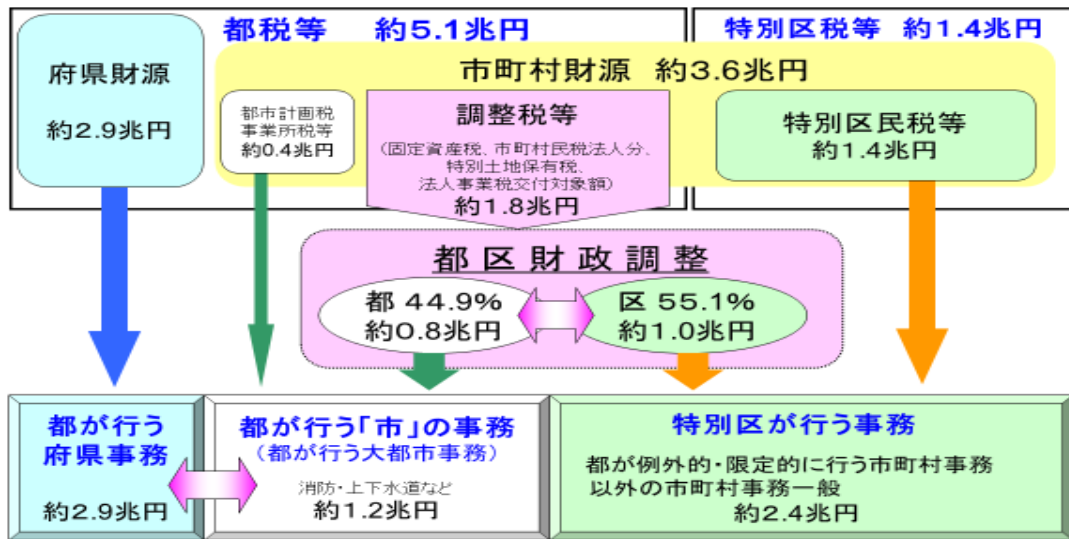 都税等 約5.1兆円
特別区税等 約1.4兆円
府県財源
約2.9兆円
市町村財源 約3.6兆円
都市計画税
事業所税等
約0.4兆円
調整税等
(固定資産税、市町村民税法人分、
特別土地保有税、
法人事業税交付対象額)
約1.8兆円
特別区民税等
約1.4兆円
都区財政調整
都 44.9%
約0.8兆円
区 55.1%
約1.0兆円
都が行う
府県事務
約2.9兆円
都が行う「市」の事務
(都が行う大都市事務)
消防・上下水道など
約1.2兆円
特別区が行う事務
都が例外的・限定的に行う市町村事務
以外の市町村事務一般
約2.4兆円